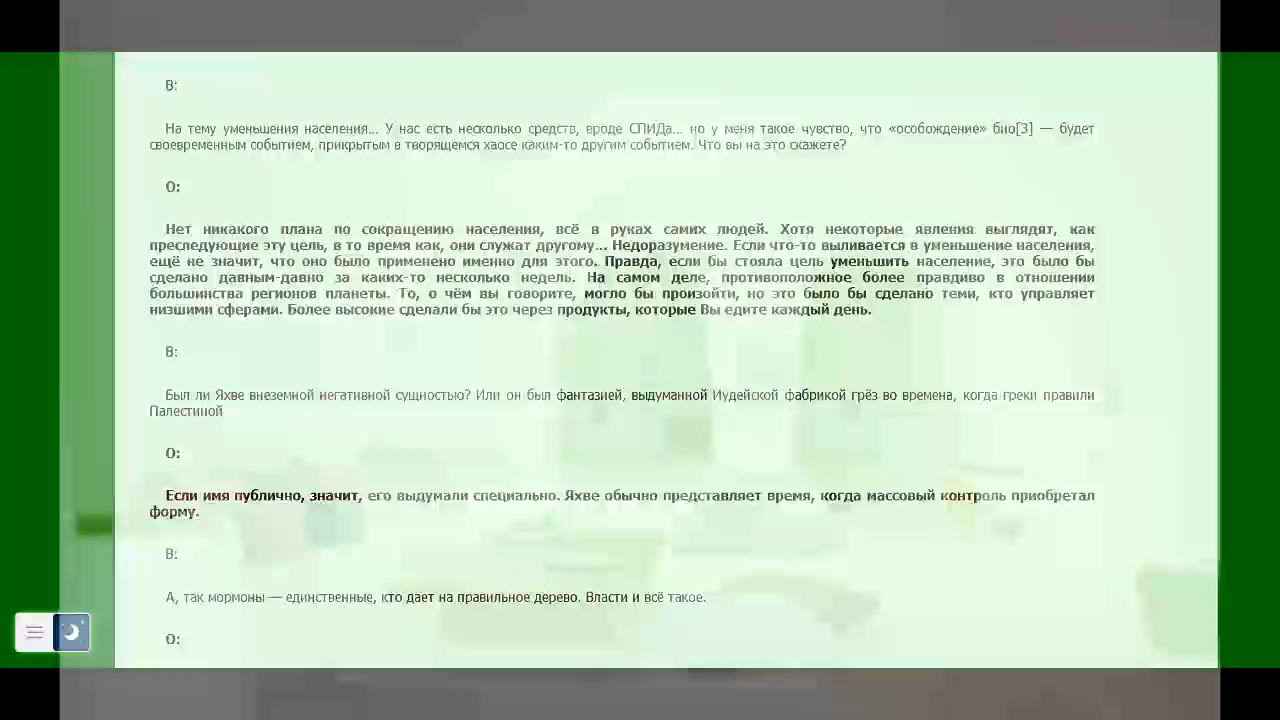 В:
На тему уменьшения населения... У нас есть несколько средств, вроде СПИДа... но у меня такое чувство, что «особождение» био[3] — будет
своевременным событием, прикрытым в творящемся хаосе каким-то другим событием. Что вы на это скажете?
О:
Нет никакого плана по сокращению населения, всё в руках самих людей. Хотя некоторые явления выглядят, как
преследующие эту цель, в то время как, они служат другому... Недоразумение. Если что-то выливается в уменьшение населения,
ещё не значит, что оно было применено именно для этого. Правда, если бы стояла цель уменьшить население, это было бы
сделано давным-давно за каких-то несколько недель. На самом деле, противоположное более правдиво в отношении
большинства регионов планеты. То, о чём вы говорите, могло бы произойти, но это было бы сделано теми, кто управляет
низшими сферами. Более высокие сделали бы это через продукты, которые Вы едите каждый день.
В:
Был ли Яхве внеземной негативной сущностью? Или он был фантазией, выдуманной Иудейской фабрикой грёз во времена, когда греки правили
Палестиной
О:
Если имя публично, значит, его выдумали специально. Яхве обычно представляет время, когда массовый контроль приобретал
форму.
В:
А, так мормоны — единственные, кто дает на правильное дерево. Власти и всё такое.
О: